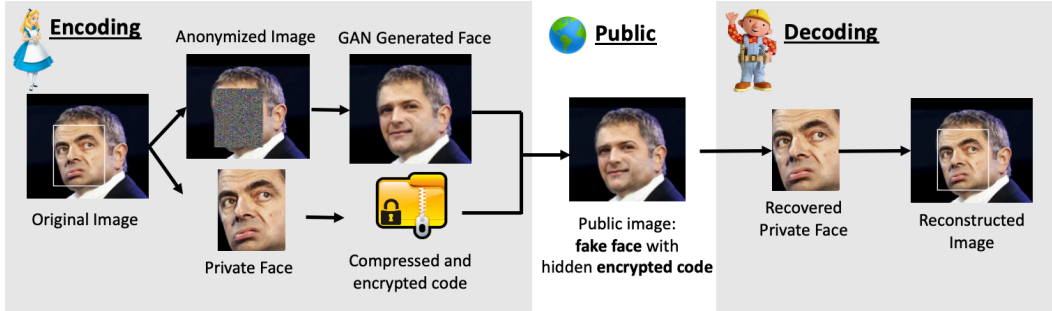 Encoding
Anonymized Image
GAN Generated Face
Original Image
Private Face
Compressed and
encrypted code
Public
Public image:
fake face with
hidden encrypted code
Decoding
Recovered
Private Face
Reconstructed
Image